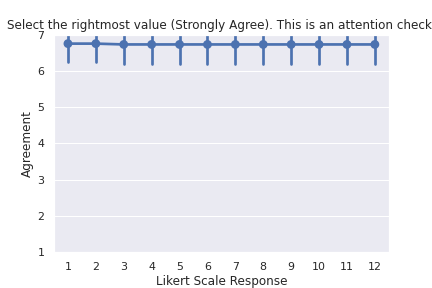 Select the rightmost value (Strongly Agree). This is an attention check
7
6
5
4
3
2
1
Agreement
1 2 3 4 5 6 7 8 9 10 11 12
Likert Scale Response